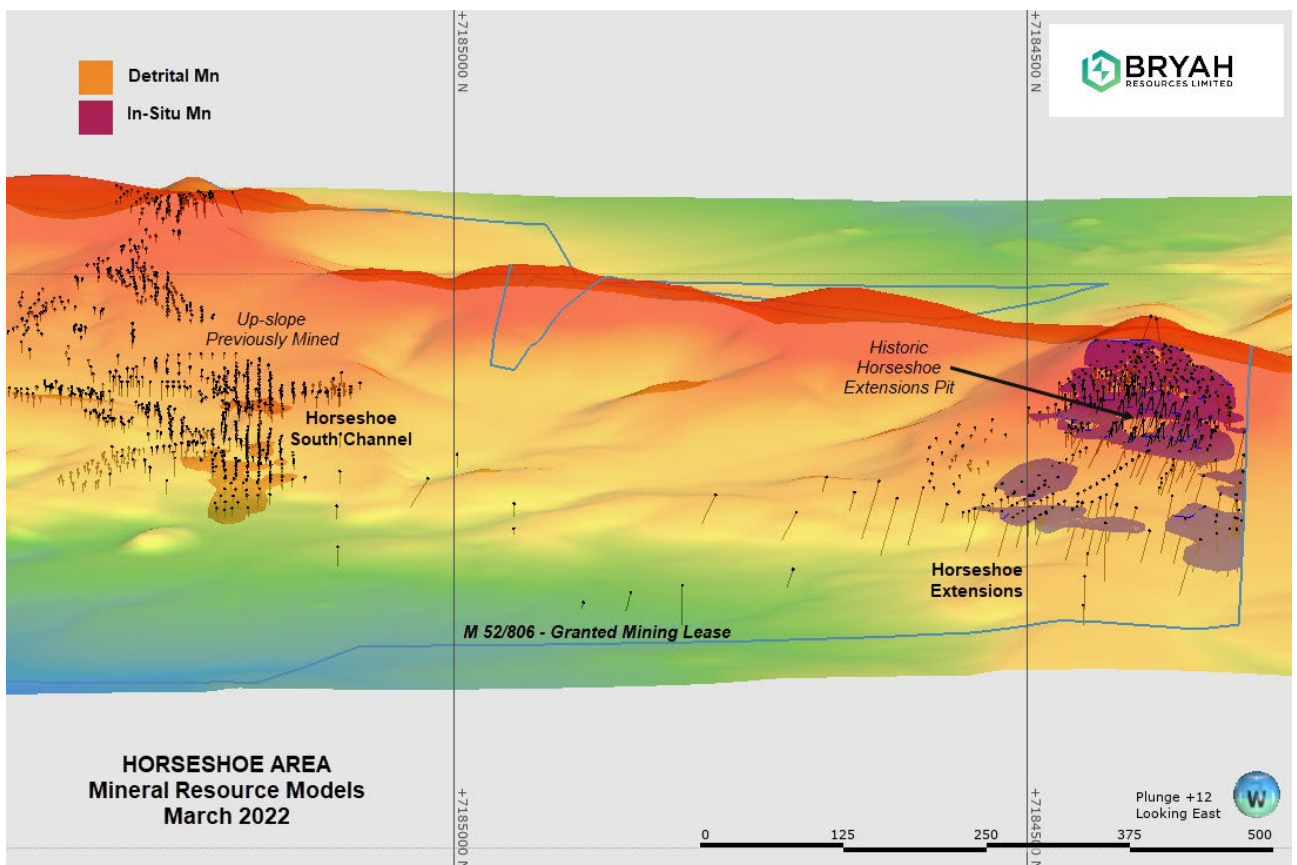 +7185000 N
+7184500 N
BRYAH
RESOURCES LIMITED
Detrital Mn
In-Situ Mn
Up-slope
Previously Mined
Historic
Horseshoe
Extensions Pit
Horseshoe
South Channel
Horseshoe
Extensions
M 52/806 - Granted Mining Lease
HORSESHOE AREA
Mineral Resource Models
March 2022
+7185000 N
+7184500 N
Plunge +12
Looking East
W
0 125 250 375 500